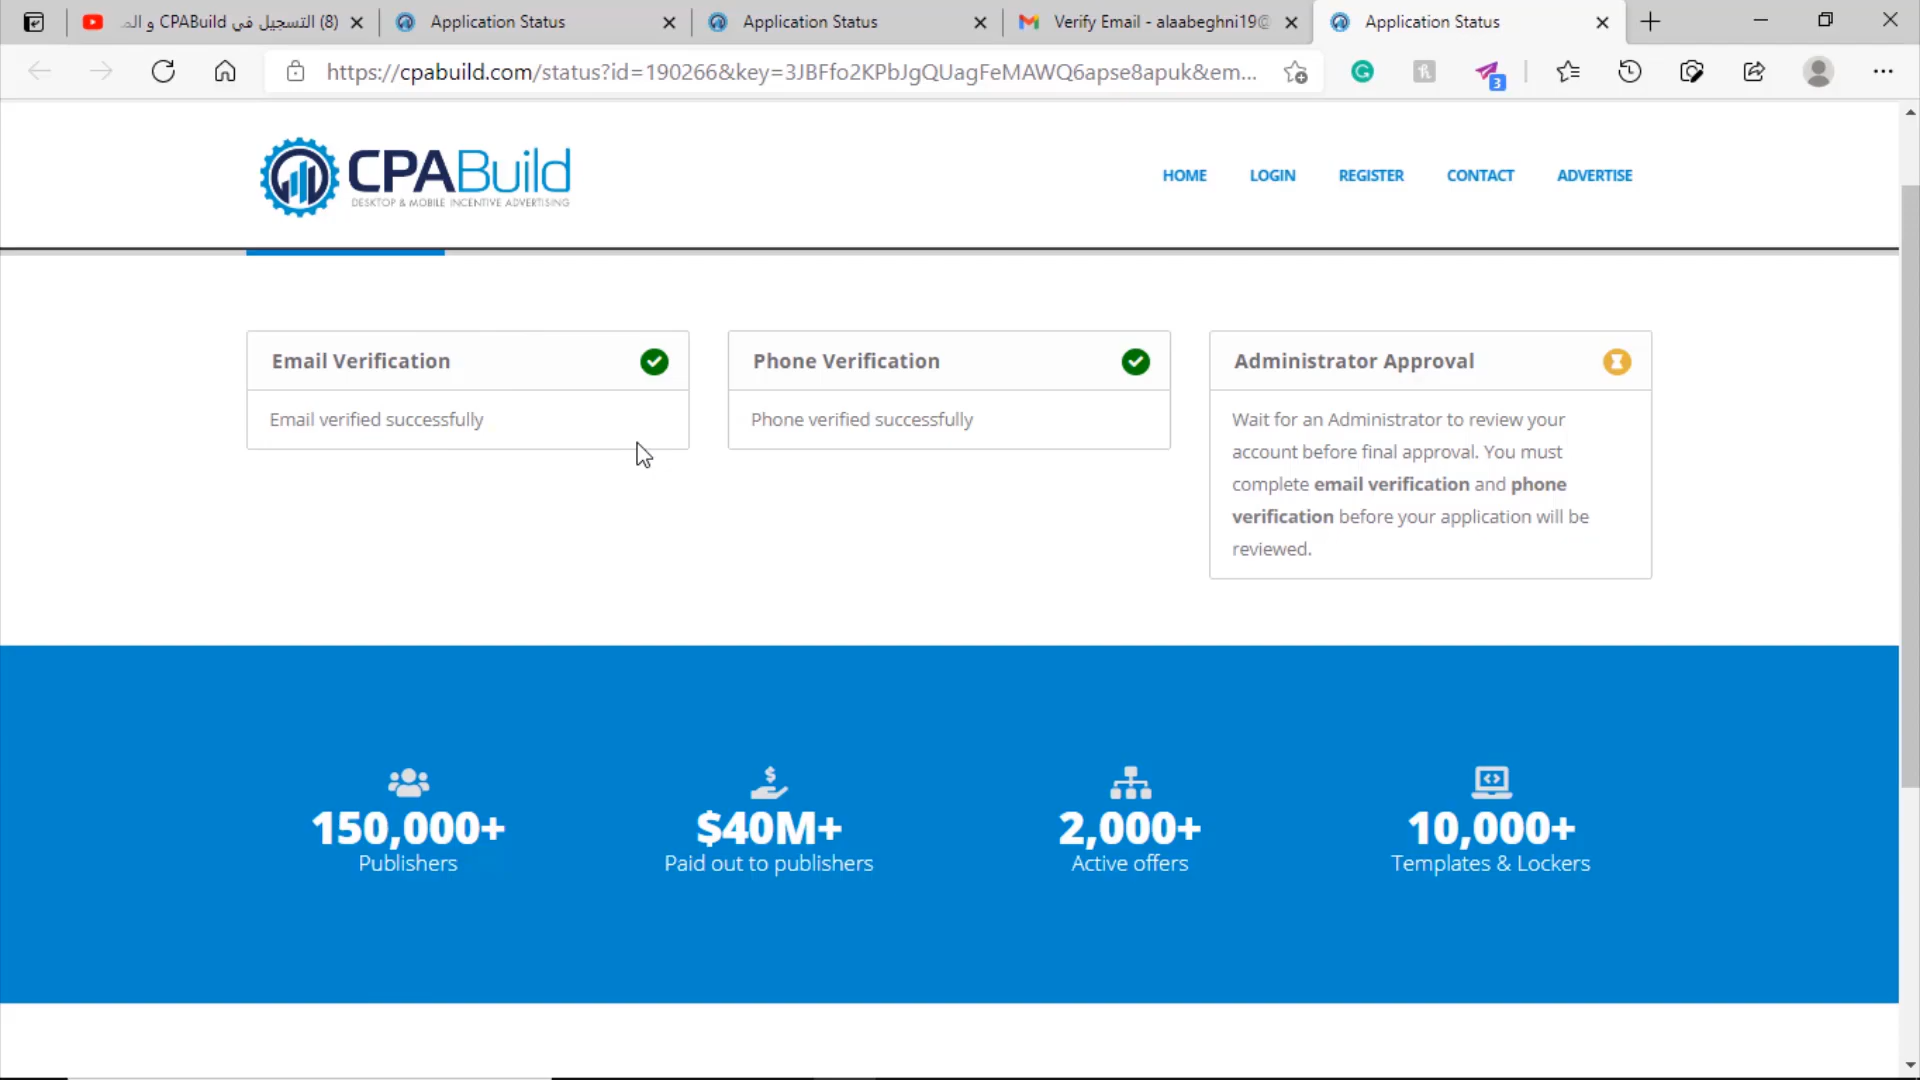 (8) التسجيل في CPABuild و الد
Application Status
Application Status
Verify Email - alaabeghni19@
Application Status
https://cpabuild.com/status?id=190266&key=3JBFfo2KPbJgQUagFeMAWQ6apse8apuk&em...
3
CPABuild
DESKTOP & MOBILE INCENTIVE ADVERTISING
HOME
LOGIN
REGISTER
CONTACT
ADVERTISE
Email Verification
Email verified successfully
Phone Verification
Phone verified successfully
Administrator Approval
Wait for an Administrator to review your
account before final approval. You must
complete email verification and phone
verification before your application will be
reviewed.
150,000+
Publishers
$40M+
Paid out to publishers
2,000+
Active offers
10,000+
Templates & Lockers